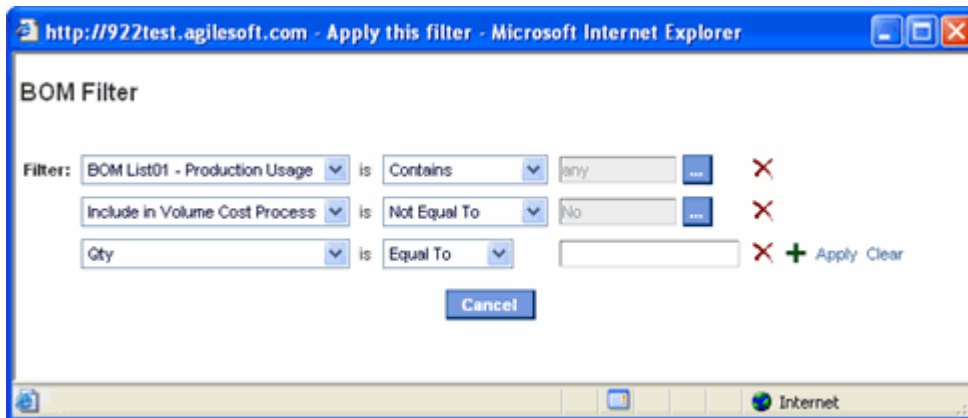 http://922test.agilesoft.com - Apply this filter - Microsoft Internet Explorer
BOM Filter
Filter: BOM List01 - Production Usage is Contains any ...
Include in Volume Cost Process is Not Equal To No ...
Qty is Equal To Apply Clear
Cancel
Internet